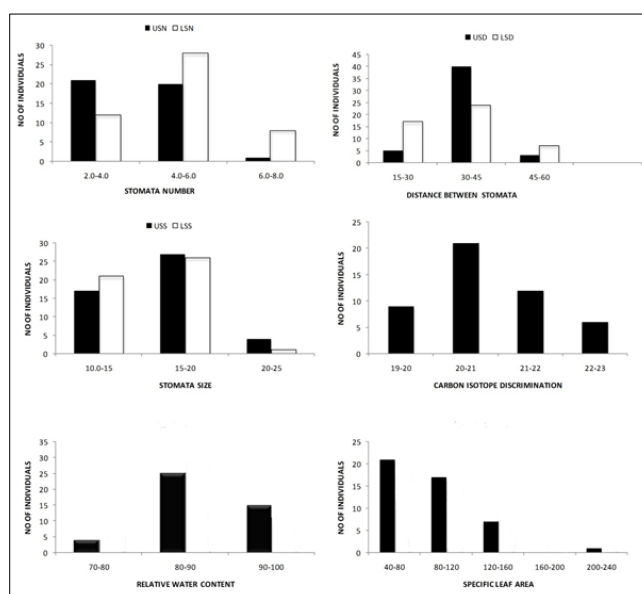 USN LSN
NO OF INDIVIDUALS
30
25
20
15
10
5
0
2.0-4.0 4.0-6.0 6.0-8.0
STOMATA NUMBER
USD LSD
NO OF INDIVIDUALS
45
40
35
30
25
20
15
10
5
0
15-30 30-45 45-60
DISTANCE BETWEEN STOMATA
USS LSS
NO OF INDIVIDUALS
30
25
20
15
10
5
0
10.0-15 15-20 20-25
STOMATA SIZE
NO OF INDIVIDUALS
25
20
15
10
5
0
19-20 20-21 21-22 22-23
CARBON ISOTOPE DISCRIMINATION
NO OF INDIVIDUALS
35
30
25
20
15
10
5
0
70-80 80-90 90-100
RELATIVE WATER CONTENT
NO OF INDIVIDUALS
25
20
15
10
5
0
40-80 80-120 120-160 160-200 200-240
SPECIFIC LEAF AREA